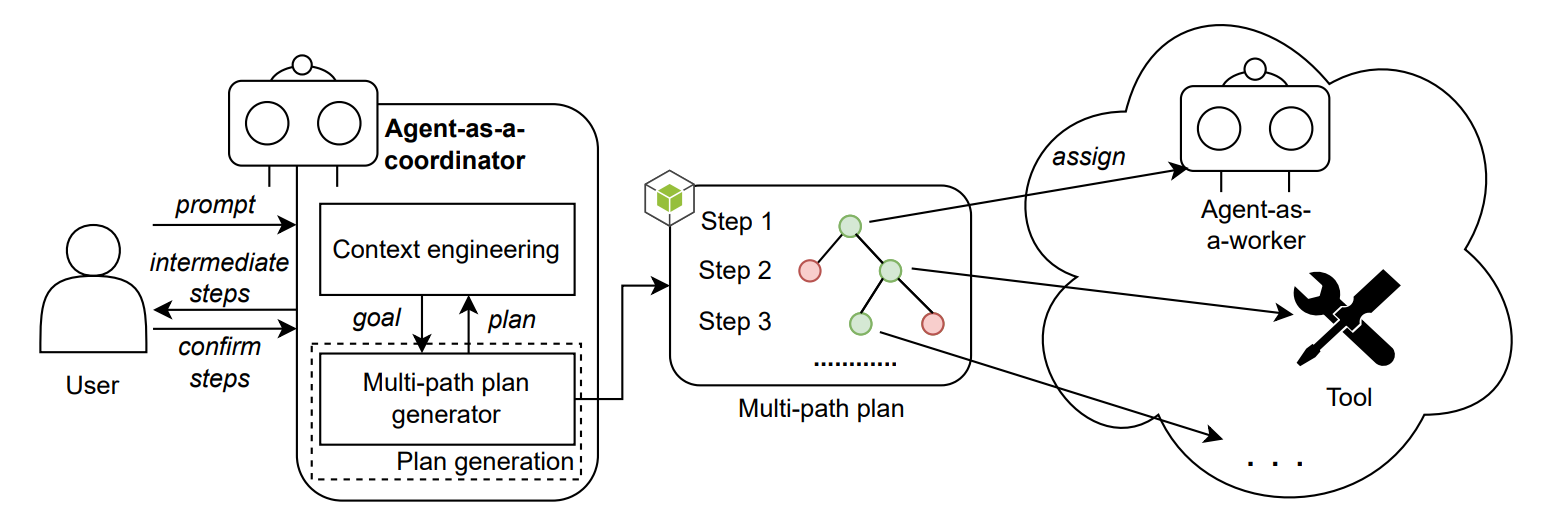 Agent-as-a-
coordinator
prompt
intermediate
steps
confirm
steps
User
Context engineering
goal
plan
Multi-path plan
generator
Plan generation
Step 1
Step 2
Step 3
............
Multi-path plan
assign
Agent-as-
a-worker
Tool
. . .